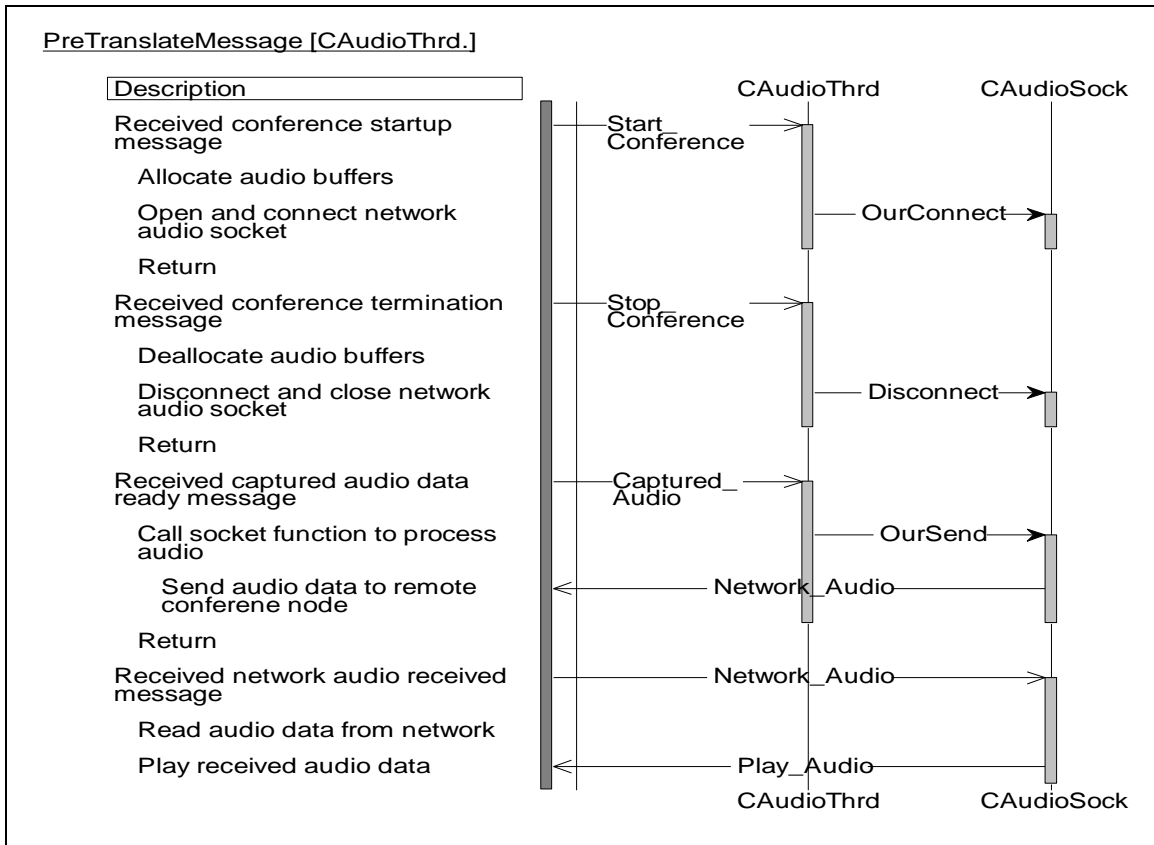 PreTranslateMessage [CAudioThrd.]
Description
CAudioThrd
CAudioSock
Received conference startup
message
Start_
Conference
Allocate audio buffers
Open and connect network
audio socket
OurConnect
Return
Received conference termination
message
Stop_
Conference
Deallocate audio buffers
Disconnect and close network
audio socket
Disconnect
Return
Received captured audio data
ready message
Captured_
Audio
Call socket function to process
audio
OurSend
Send audio data to remote
conferene node
Network_Audio
Return
Received network audio received
message
Network_Audio
Read audio data from network
Play received audio data
Play_Audio
CAudioThrd
CAudioSock